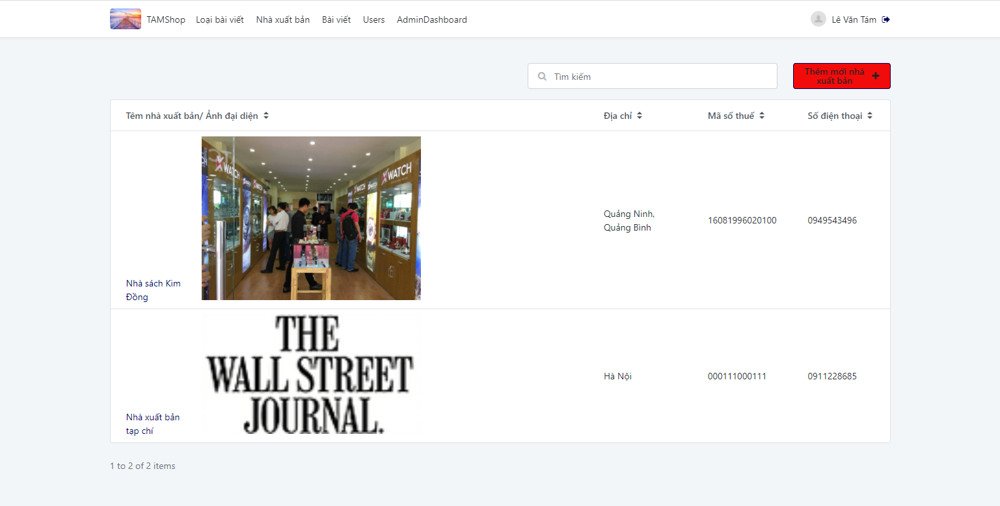 TAMShop Loại bài viết Nhà xuất bản Bài viết Users AdminDashboard Lê Văn Tám
Tìm kiếm
Thêm mới nhà
xuất bản
Têm nhà xuất bản/ Ảnh đại diện Địa chỉ Mã số thuế Số điện thoại
XWATCH
WATCH
XWATCH
Nhà sách Kim
Đồng
Quảng Ninh,
Quảng Bình
16081996020100
0949543496
THE
WALL STREET
JOURNAL.
Nhà xuất bản
tạp chí
Hà Nội
000111000111
0911228685
1 to 2 of 2 items